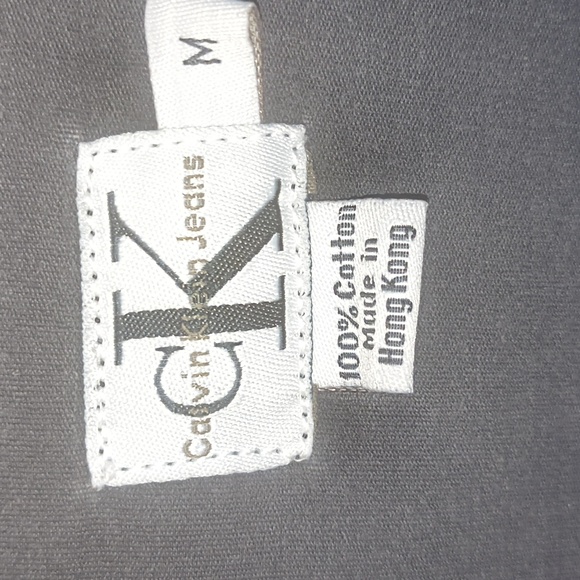 M
CK
Calvin Klein Jeans
100% Cotton
Made in
Hong Kong